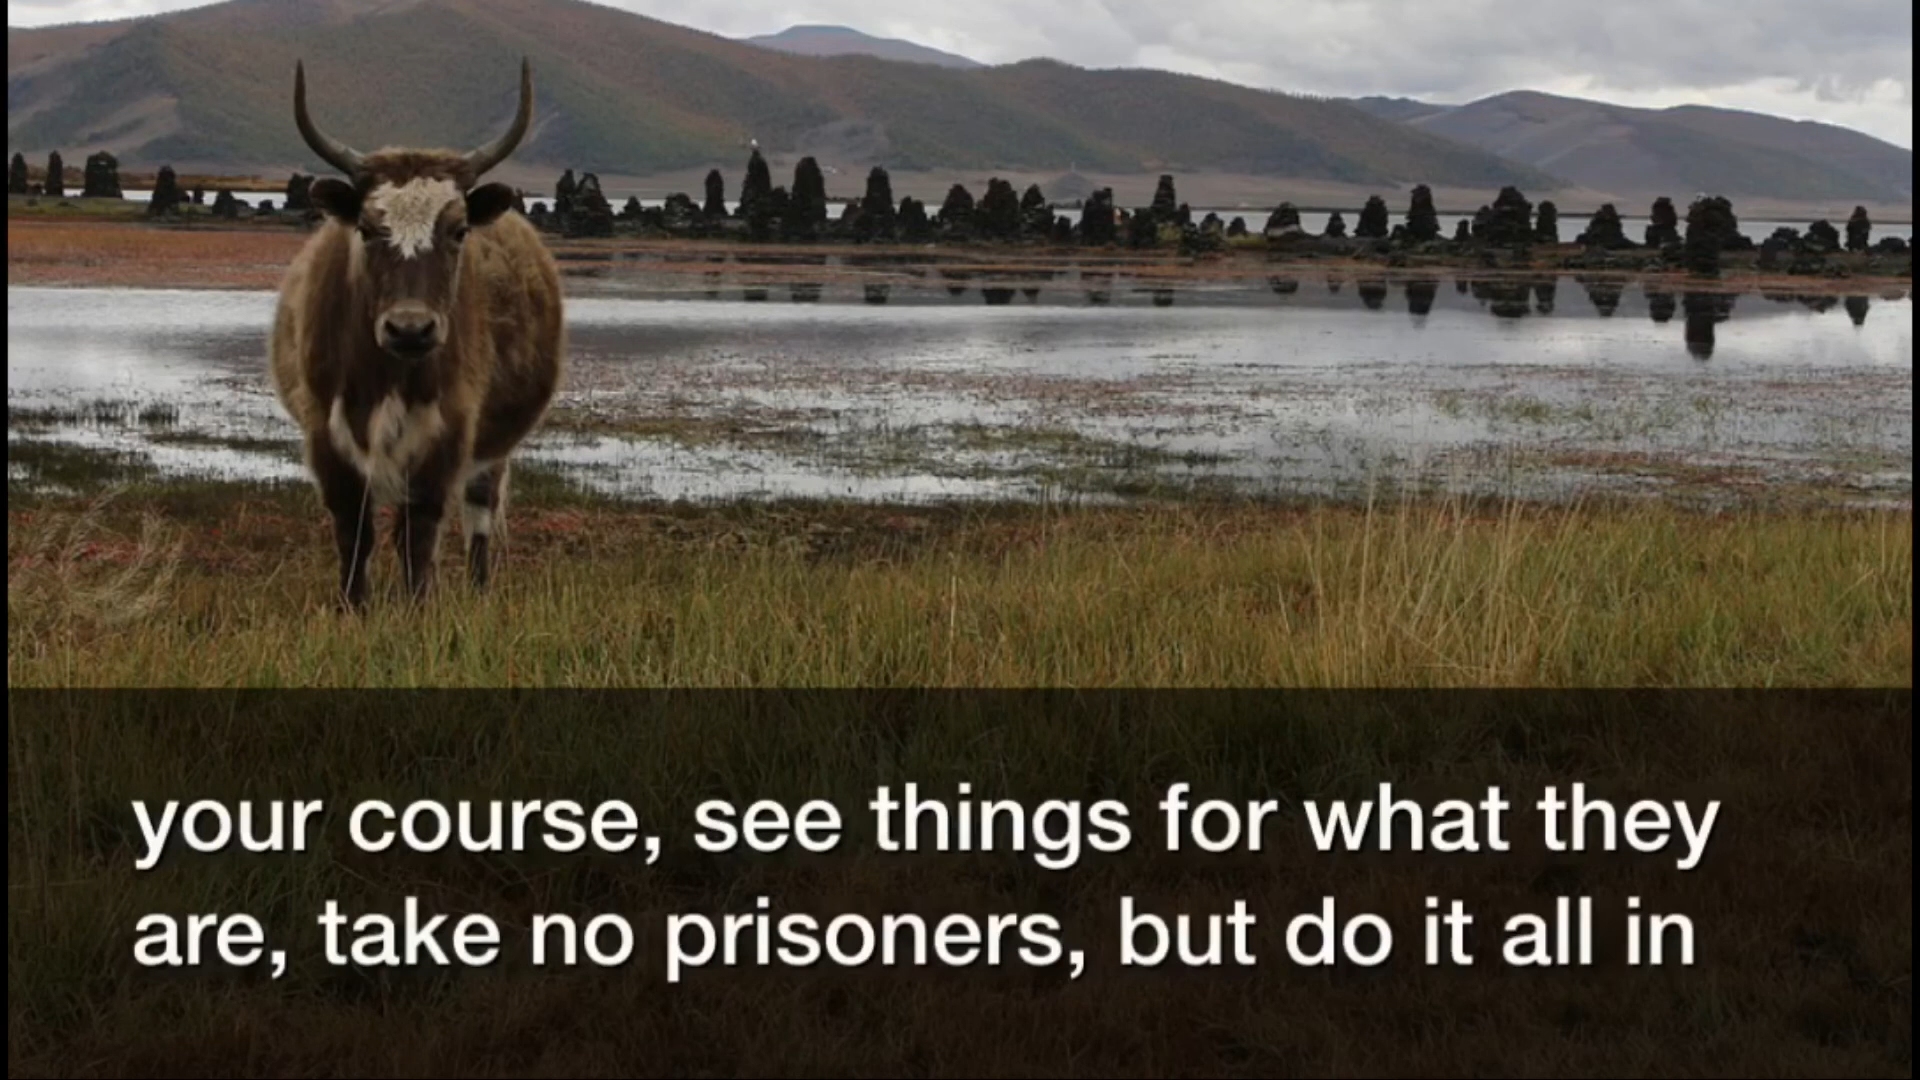 your course, see things for what they
are, take no prisoners, but do it all in